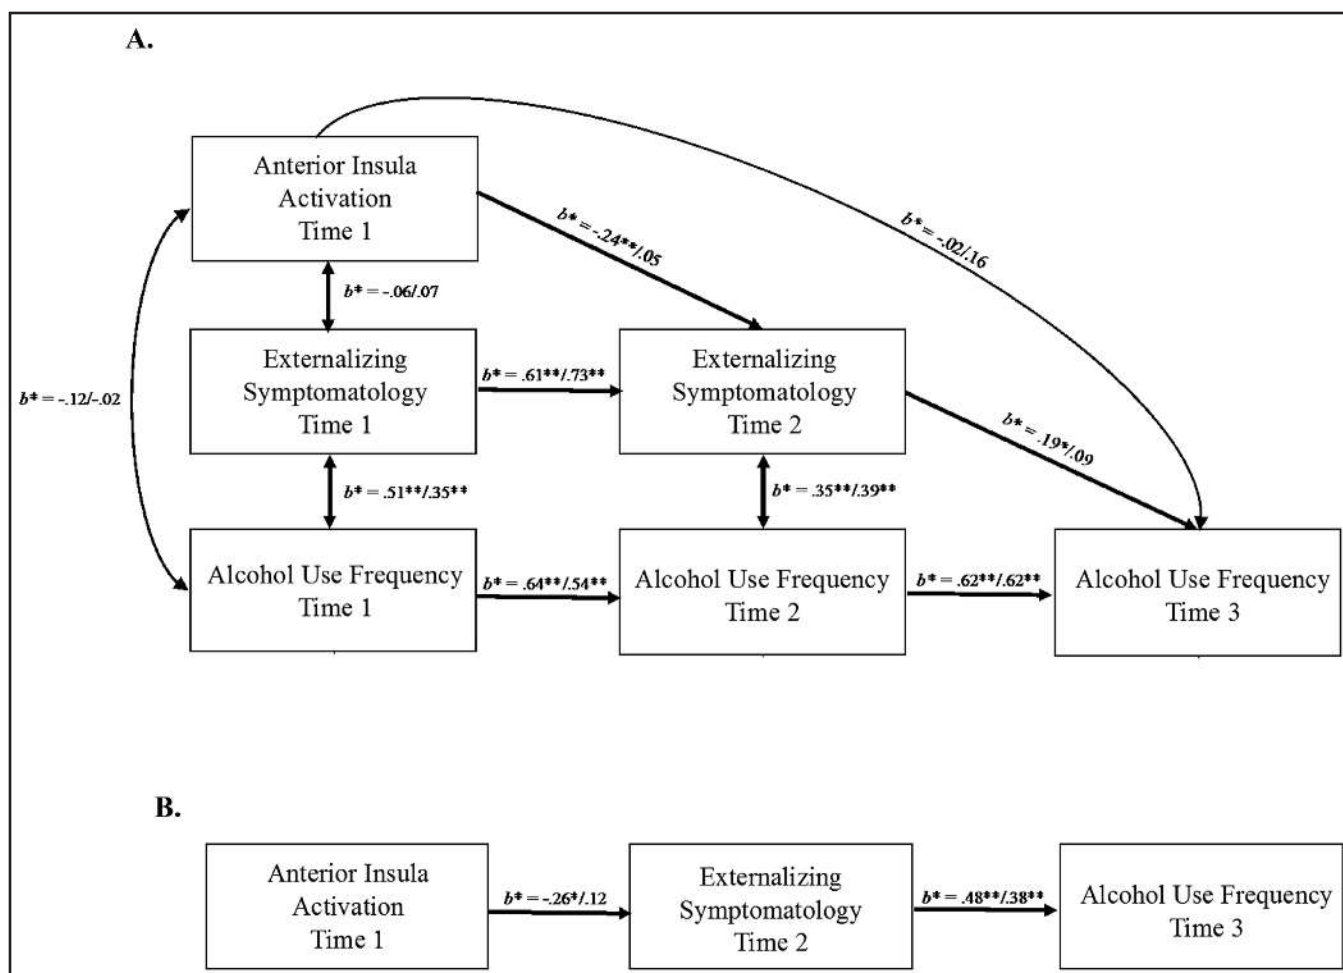 A.
Anterior Insula
Activation
Time 1
b* = -.24**/.05
b* = -.02/.16
b* = -.06/.07
Externalizing
Symptomatology
Time 1
b* = .61**/.73**
Externalizing
Symptomatology
Time 2
b* = -.12/-.02
b* = .19*/.09
b* = .51**/.35**
b* = .35**/.39**
Alcohol Use Frequency
Time 1
b* = .64**/.54**
Alcohol Use Frequency
Time 2
b* = .62**/.62**
Alcohol Use Frequency
Time 3
B.
Anterior Insula
Activation
Time 1
b* = -.26*/.12
Externalizing
Symptomatology
Time 2
b* = .48**/.38**
Alcohol Use Frequency
Time 3